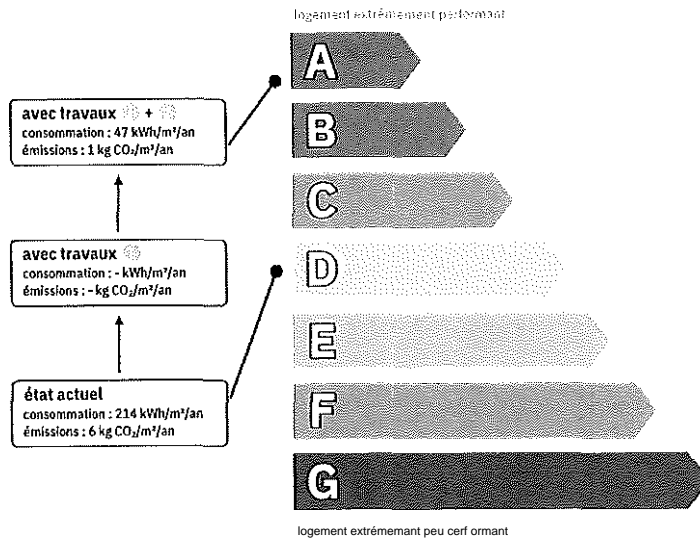 logement extrêmement performant
A
B
C
D
E
F
G
avec travaux +
consommation : 47 kWh/m²/an
émissions : 1 kg CO₂/m²/an
avec travaux
consommation : - kWh/m²/an
émissions : - kg CO₂/m²/an
état actuel
consommation : 214 kWh/m²/an
émissions : 6 kg CO₂/m²/an
logement extrémemant peu cerf ormant